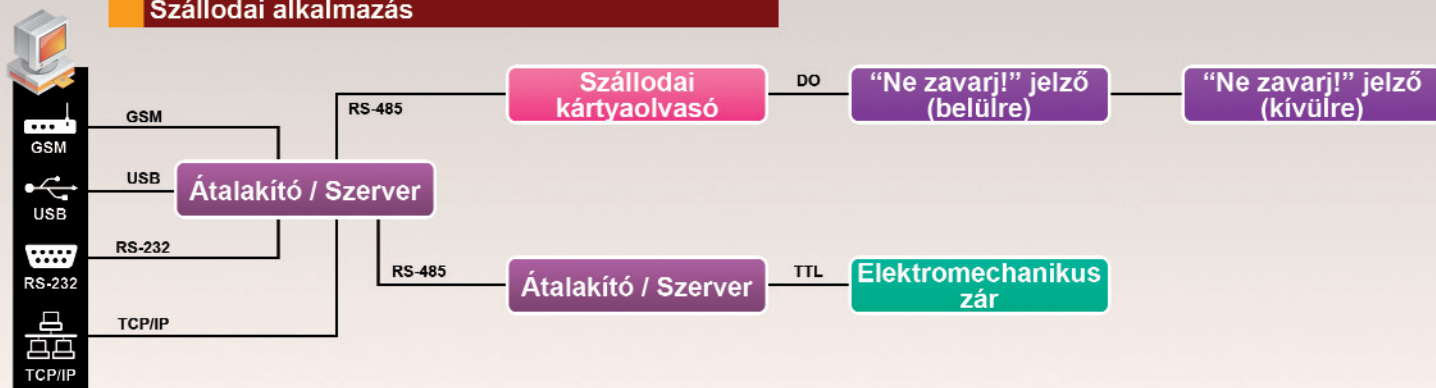 Szállodai alkalmazás
GSM
USB
RS-232
TCP/IP
GSM
USB
RS-232
TCP/IP
Átalakító / Szerver
RS-485
Szállodai
kártyaolvasó
DO
“Ne zavarj!” jelző
(belülre)
“Ne zavarj!” jelző
(kívülre)
RS-485
Átalakító / Szerver
TTL
Elektromechanikus
zár